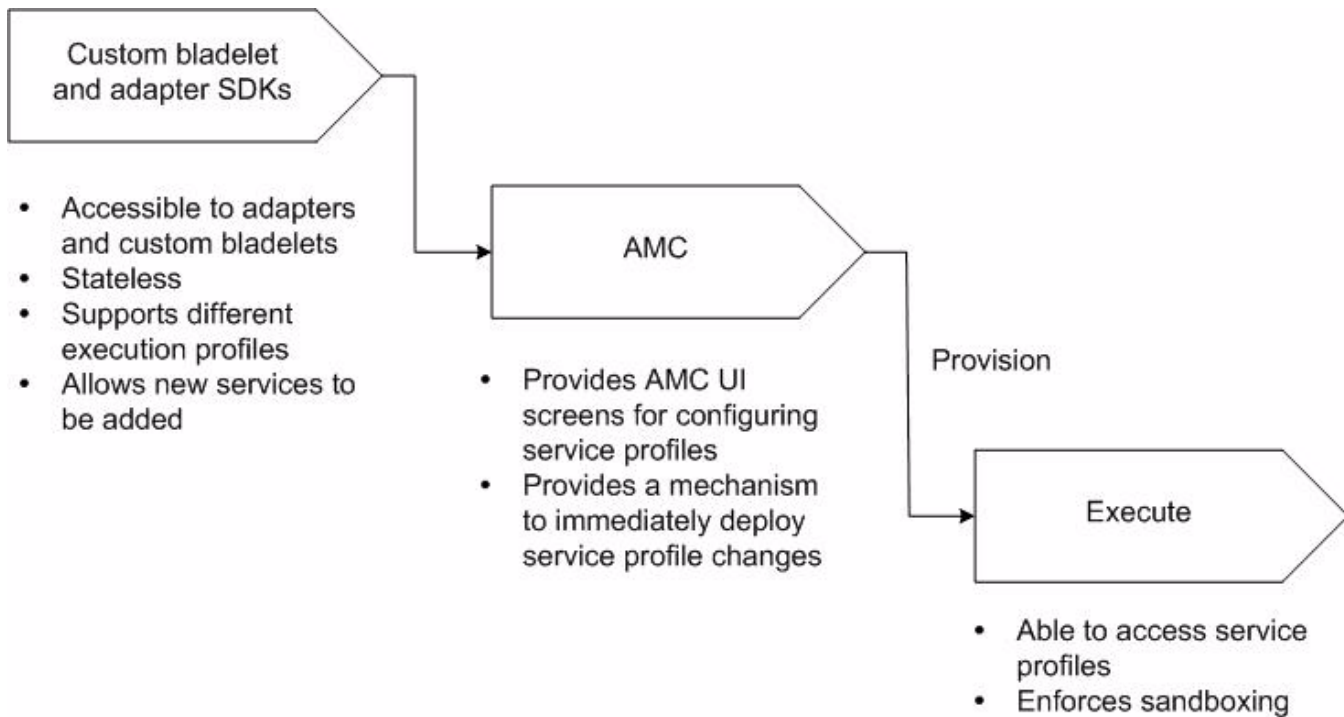 Custom bladelet
and adapter SDKs
• Accessible to adapters
and custom bladelets
• Stateless
• Supports different
execution profiles
• Allows new services to
be added
AMC
• Provides AMC UI
screens for configuring
service profiles
• Provides a mechanism
to immediately deploy
service profile changes
Provision
Execute
• Able to access service
profiles
• Enforces sandboxing